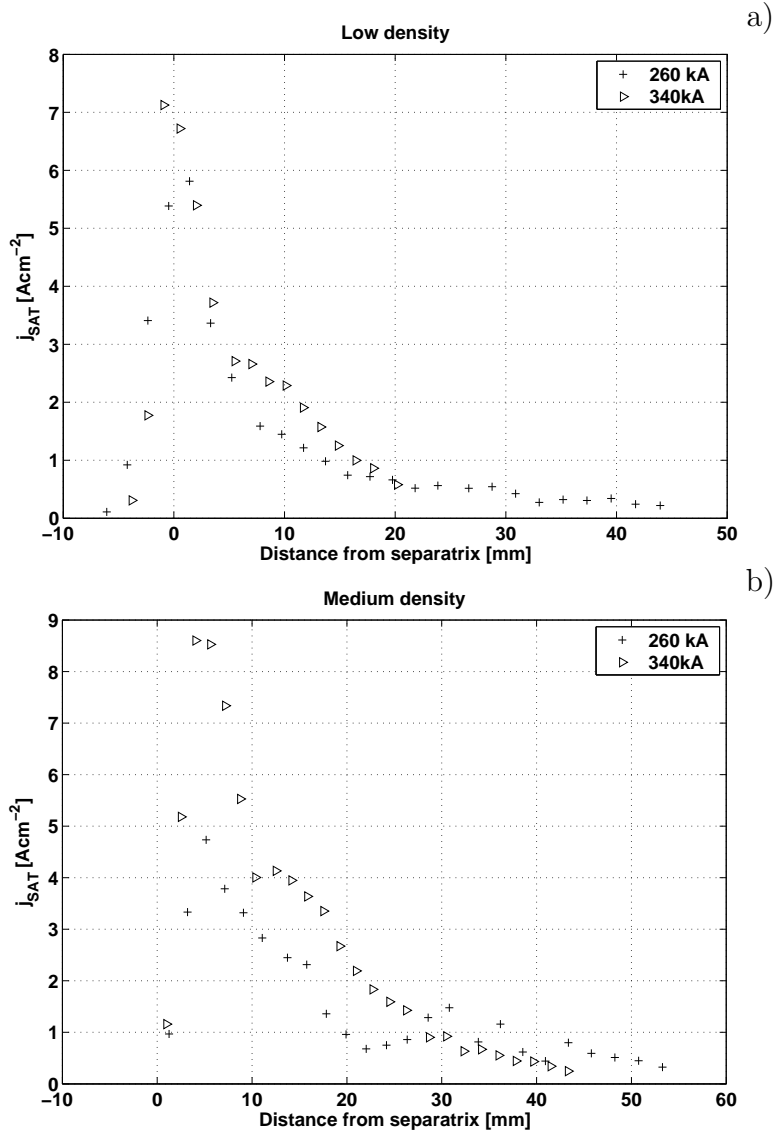 a)
Low density
8
7
6
5
4
3
2
1
0
j_SAT [Acm⁻²]
260 kA
340kA
−10 0 10 20 30 40 50
Distance from separatrix [mm]
b)
Medium density
9
8
7
6
5
4
3
2
1
0
j_SAT [Acm⁻²]
260 kA
340kA
−10 0 10 20 30 40 50 60
Distance from separatrix [mm]